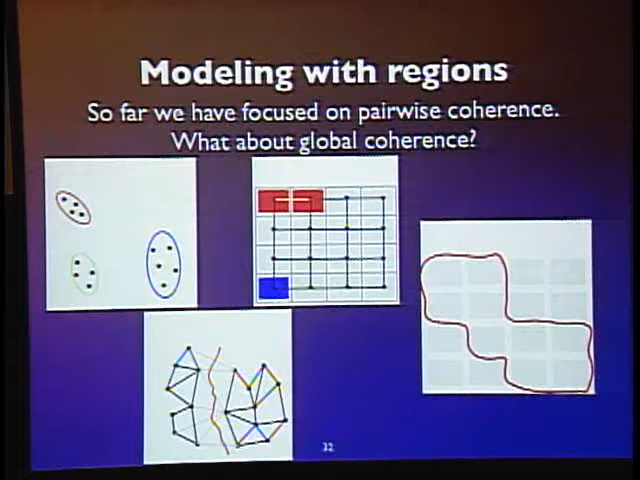 Modeling with regions
So far we have focused on pairwise coherence.
What about global coherence?
32